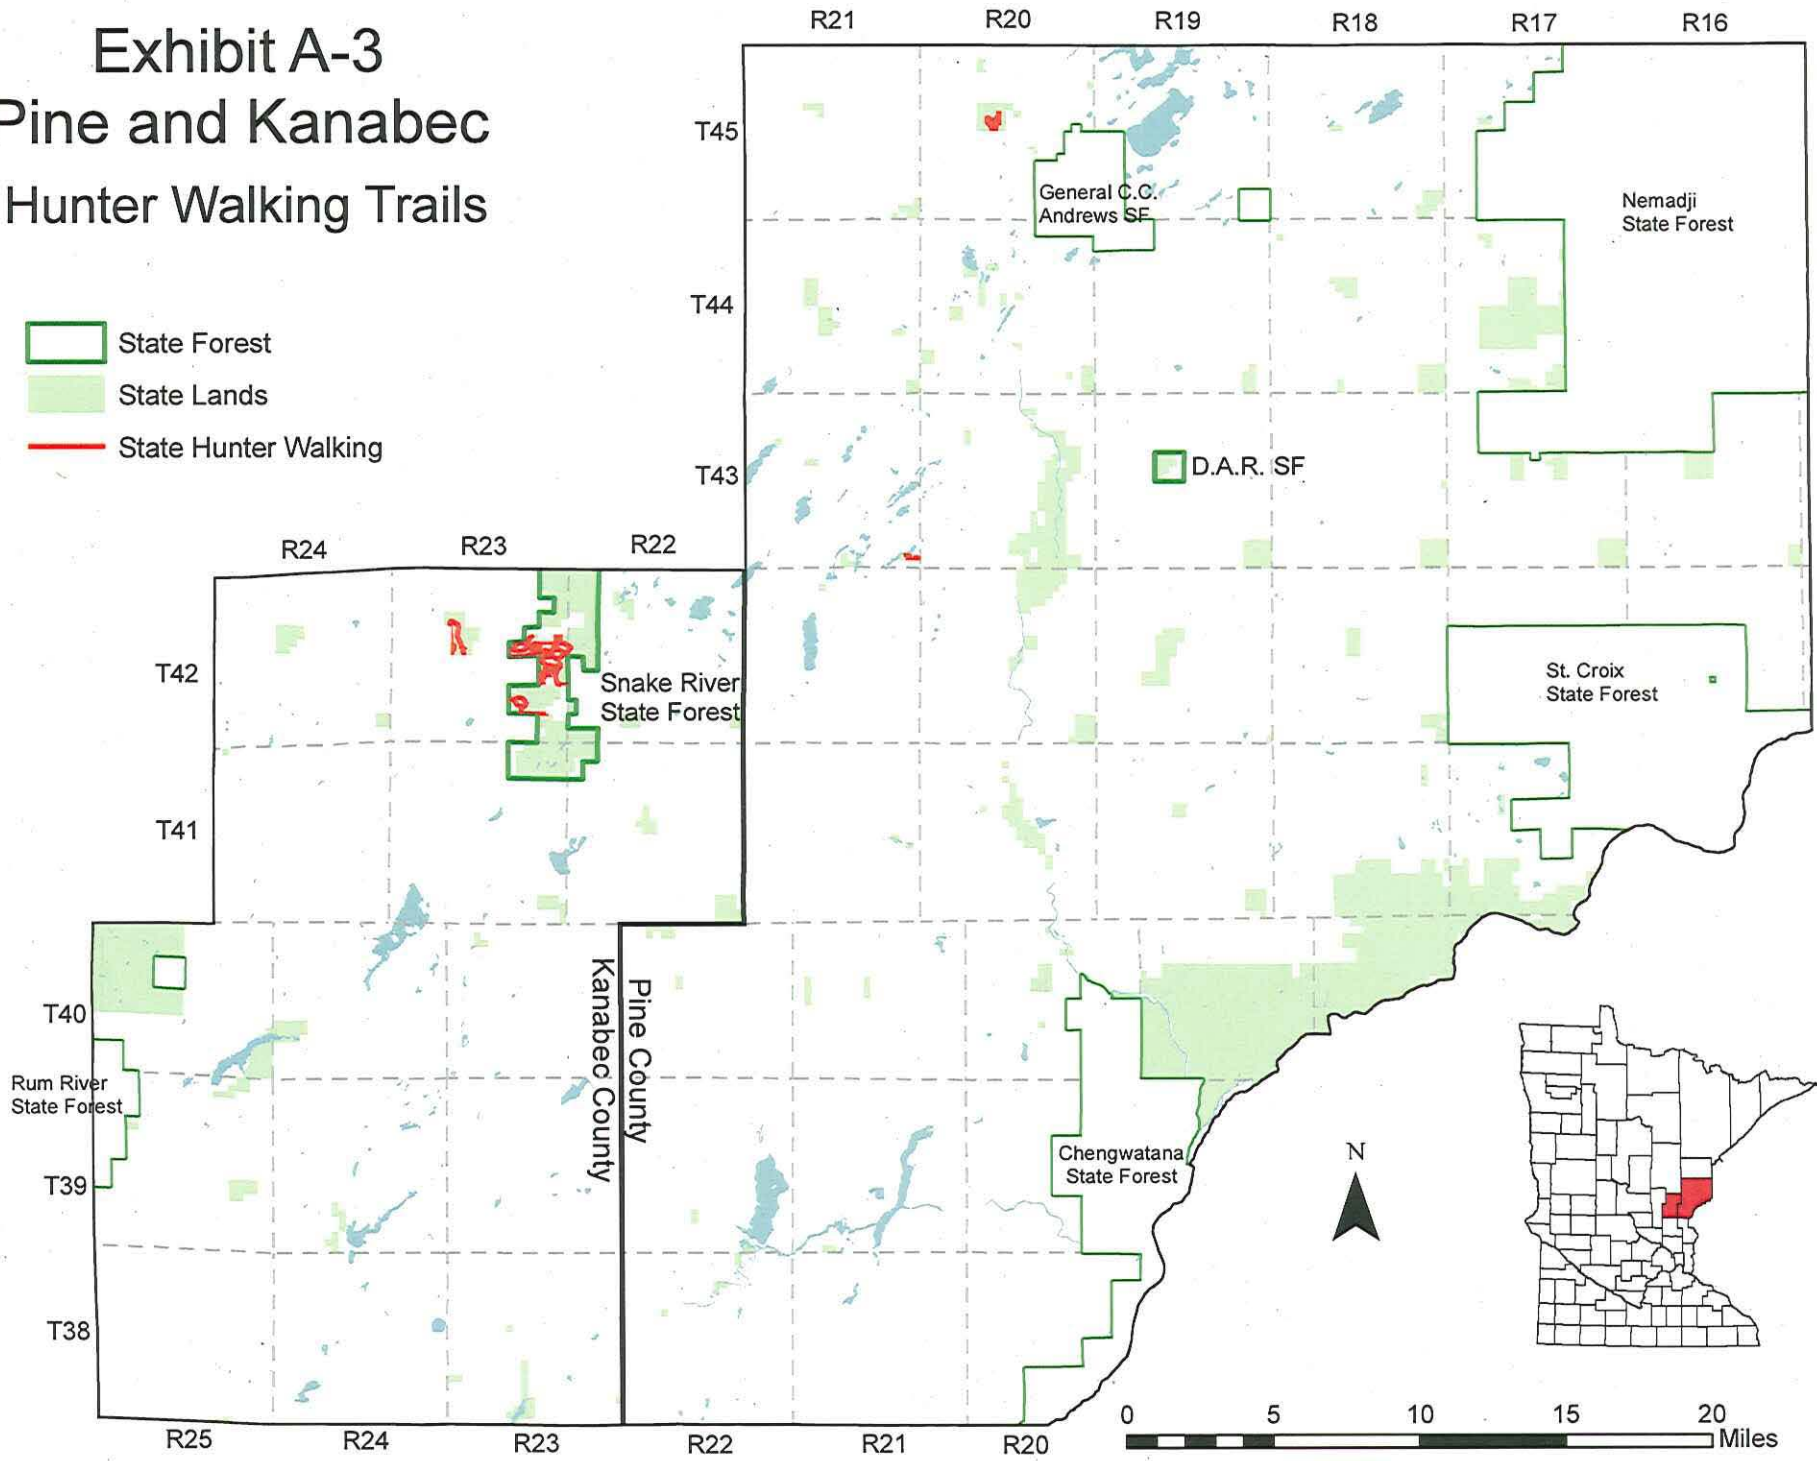 Exhibit A-3
Pine and Kanabec
Hunter Walking Trails
State Forest
State Lands
State Hunter Walking
R21
R20
R19
R18
R17
R16
T45
T44
T43
General C.C.
Andrews SF
Nemadji
State Forest
D.A.R. SF
R24
R23
R22
T42
T41
Snake River
State Forest
St. Croix
State Forest
T40
T39
T38
Rum River
State Forest
Kanabec County
Pine County
Chengwatana
State Forest
N
R25
R24
R23
R22
R21
R20
0
5
10
15
20
Miles